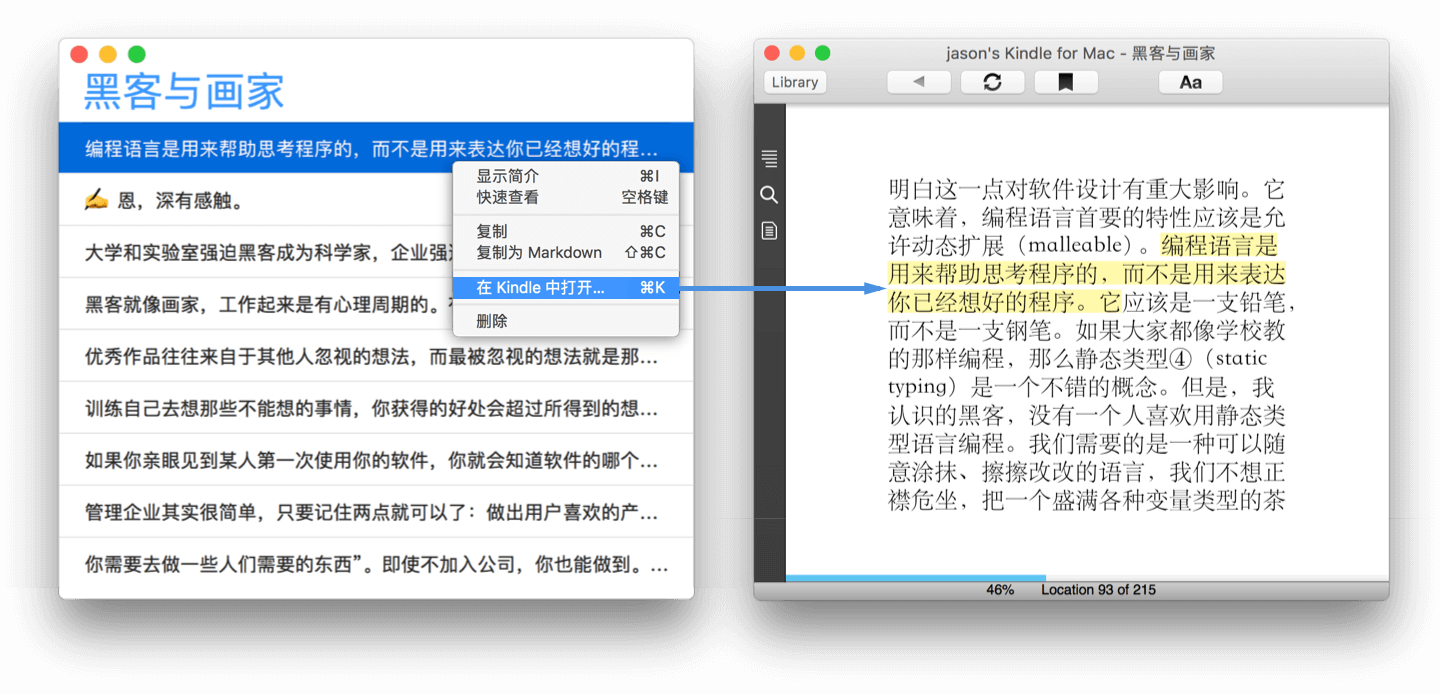 黑客与画家
编程语言是用来帮助思考程序的，而不是用来表达你已经想好的程…
✍️ 恩，深有感触。
大学和实验室强迫黑客成为科学家，企业强
黑客就像画家，工作起来是有心理周期的。
优秀作品往往来自于其他人忽视的想法，而最被忽视的想法就是那…
训练自己去想那些不能想的事情，你获得的好处会超过所得到的想…
如果你亲眼见到某人第一次使用你的软件，你就会知道软件的哪个…
管理企业其实很简单，只要记住两点就可以了：做出用户喜欢的产…
你需要去做一些人们需要的东西”。即使不加入公司，你也能做到。…
显示简介 ⌘I
快速查看 空格键
复制 ⌘C
复制为 Markdown ⇧⌘C
在 Kindle 中打开... ⌘K
删除
jason's Kindle for Mac - 黑客与画家
Library
Aa
明白这一点对软件设计有重大影响。它
意味着，编程语言首要的特性应该是允
许动态扩展（malleable）。编程语言是
用来帮助思考程序的，而不是用来表达
你已经想好的程序。它应该是一支铅笔，
而不是一支钢笔。如果大家都像学校教
的那样编程，那么静态类型④（static
typing）是一个不错的概念。但是，我
认识的黑客，没有一个人喜欢用静态类
型语言编程。我们需要的是一种可以随
意涂抹、擦擦改改的语言，我们不想正
襟危坐，把一个盛满各种变量类型的茶
46% Location 93 of 215